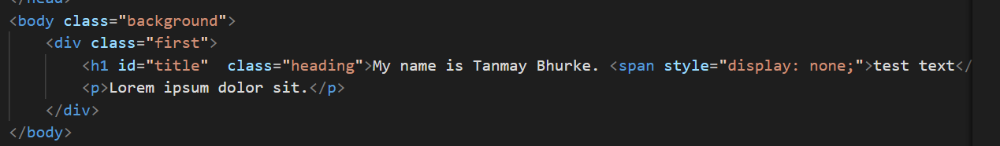 </head>
<body class="background">
<div class="first">
<h1 id="title"  class="heading">My name is Tanmay Bhurke. <span style="display: none;">test text</
<p>Lorem ipsum dolor sit.</p>
</div>
</body>